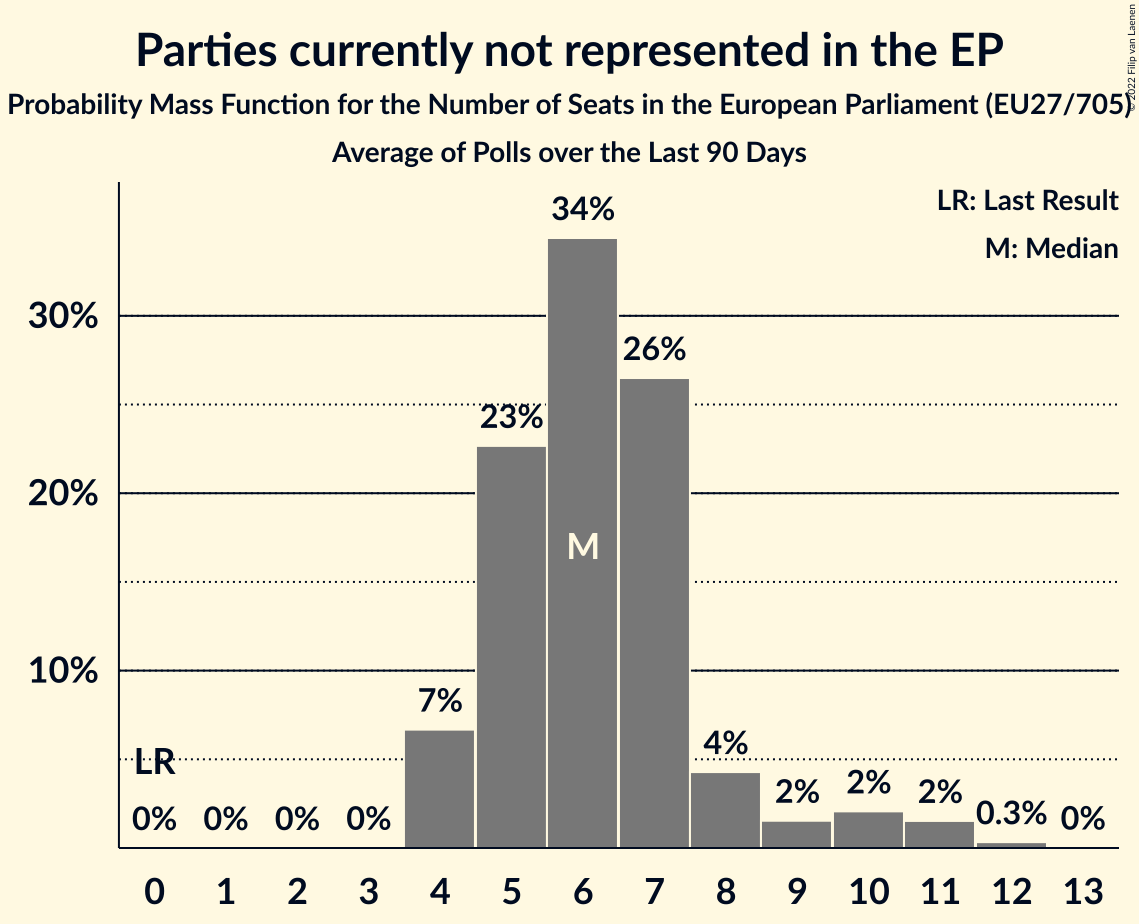 Parties currently not represented in the EP
Probability Mass Function for the Number of Seats in the European Parliament (EU27/705)
Average of Polls over the Last 90 Days
© 2022 Filip van Laenen
LR: Last Result
M: Median
34%
30%
26%
23%
20%
M
10%
7%
LR
4%
0% 0% 0% 0% 2% 2% 2% 0.3% 0%
0 1 2 3 4 5 6 7 8 9 10 11 12 13